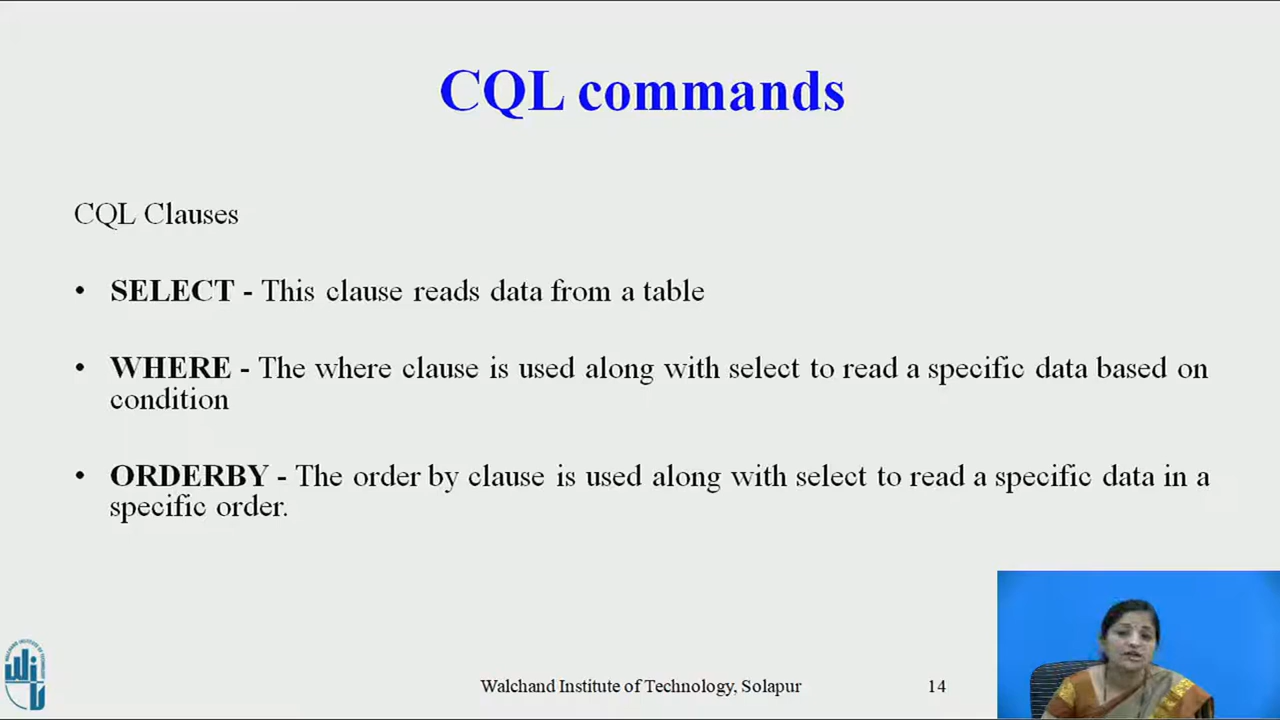 CQL commands
CQL Clauses
• SELECT - This clause reads data from a table
• WHERE - The where clause is used along with select to read a specific data based on
condition
• ORDERBY - The order by clause is used along with select to read a specific data in a
specific order.
Walchand Institute of Technology, Solapur
14